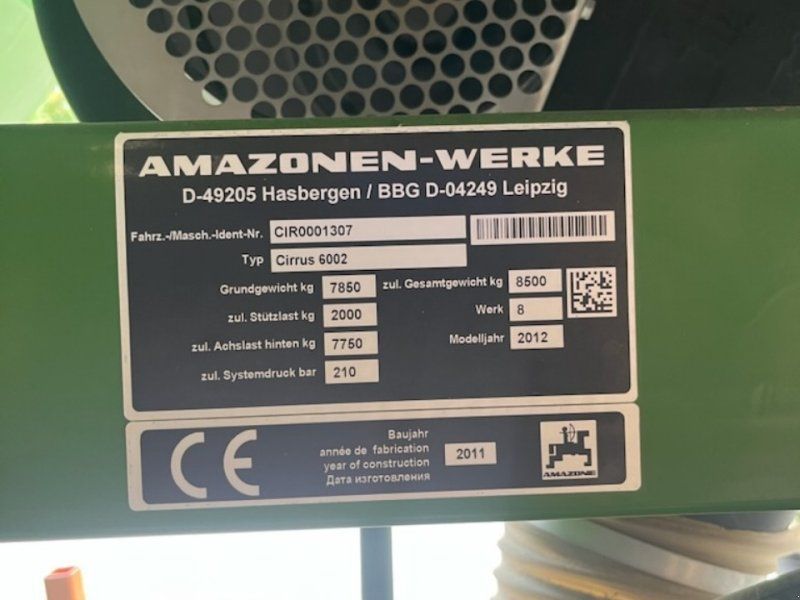 AMAZONEN-WERKE
D-49205 Hasbergen / BBG D-04249 Leipzig
Fahrz.-/Masch.-Ident-Nr. CIR0001307
Typ Cirrus 6002
Grundgewicht kg 7850 zul. Gesamtgewicht kg 8500
zul. Stützlast kg 2000 Werk 8
zul. Achslast hinten kg 7750 Modelljahr 2012
zul. Systemdruck bar 210
CE
Baujahr
année de fabrication
year of construction 2011
Дата изготовления
AMAZONE